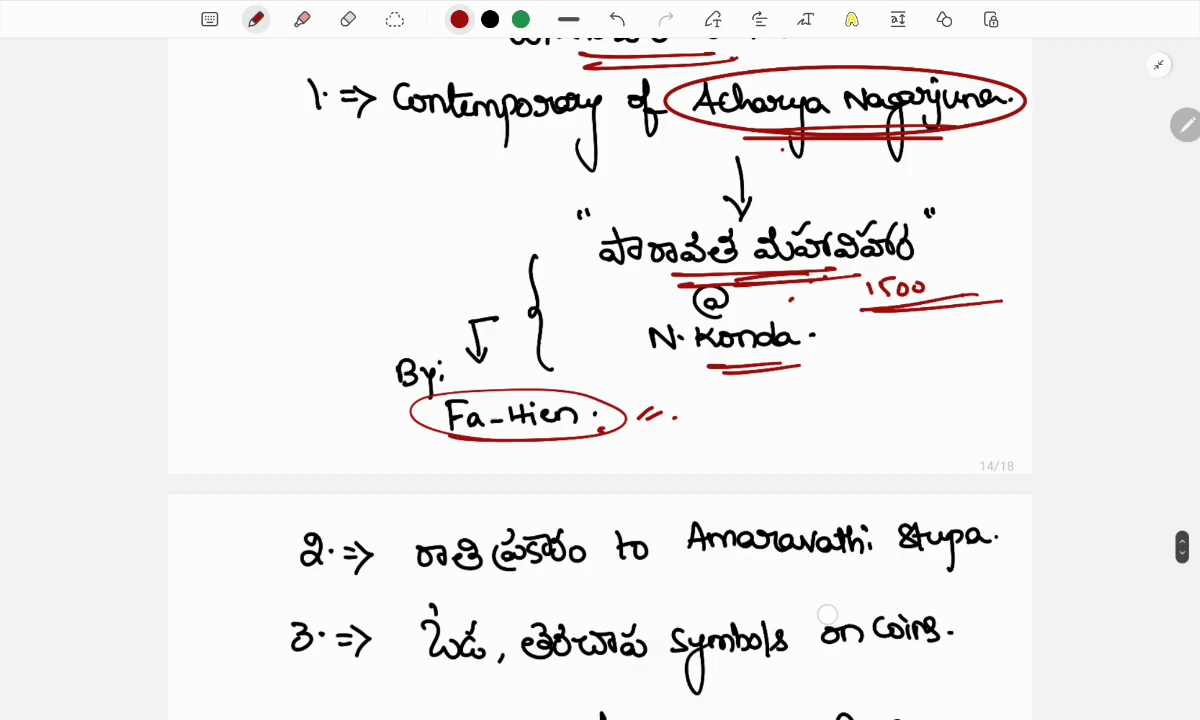 1. => Contemporary of Acharya Nagarjuna.
"పారావత మహావిహార"
1500
@
N. Konda.
By:
Fa-Hien.
14/18
2. => రాతి ప్రకారం to Amaravathi Stupa.
3. => ఓడ, తెరచాప symbols on coins.